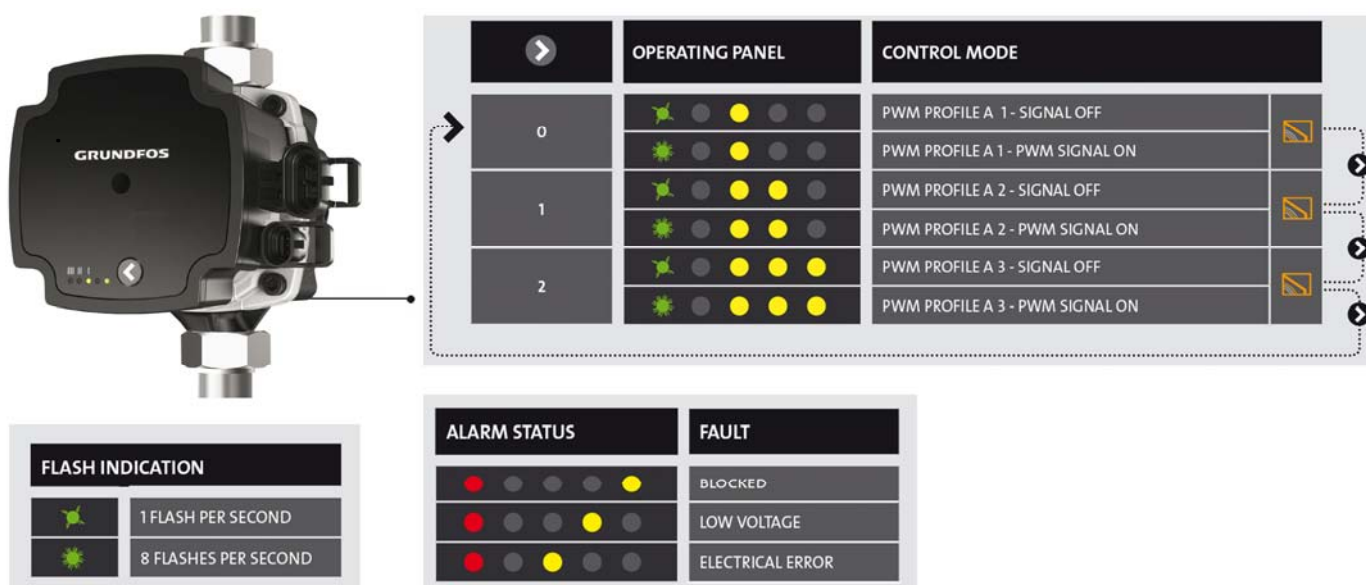 GRUNDFOS
III II I
OPERATING PANEL
CONTROL MODE
0
PWM PROFILE A 1 - SIGNAL OFF
PWM PROFILE A 1 - PWM SIGNAL ON
1
PWM PROFILE A 2 - SIGNAL OFF
PWM PROFILE A 2 - PWM SIGNAL ON
2
PWM PROFILE A 3 - SIGNAL OFF
PWM PROFILE A 3 - PWM SIGNAL ON
FLASH INDICATION
1 FLASH PER SECOND
8 FLASHES PER SECOND
ALARM STATUS
FAULT
BLOCKED
LOW VOLTAGE
ELECTRICAL ERROR